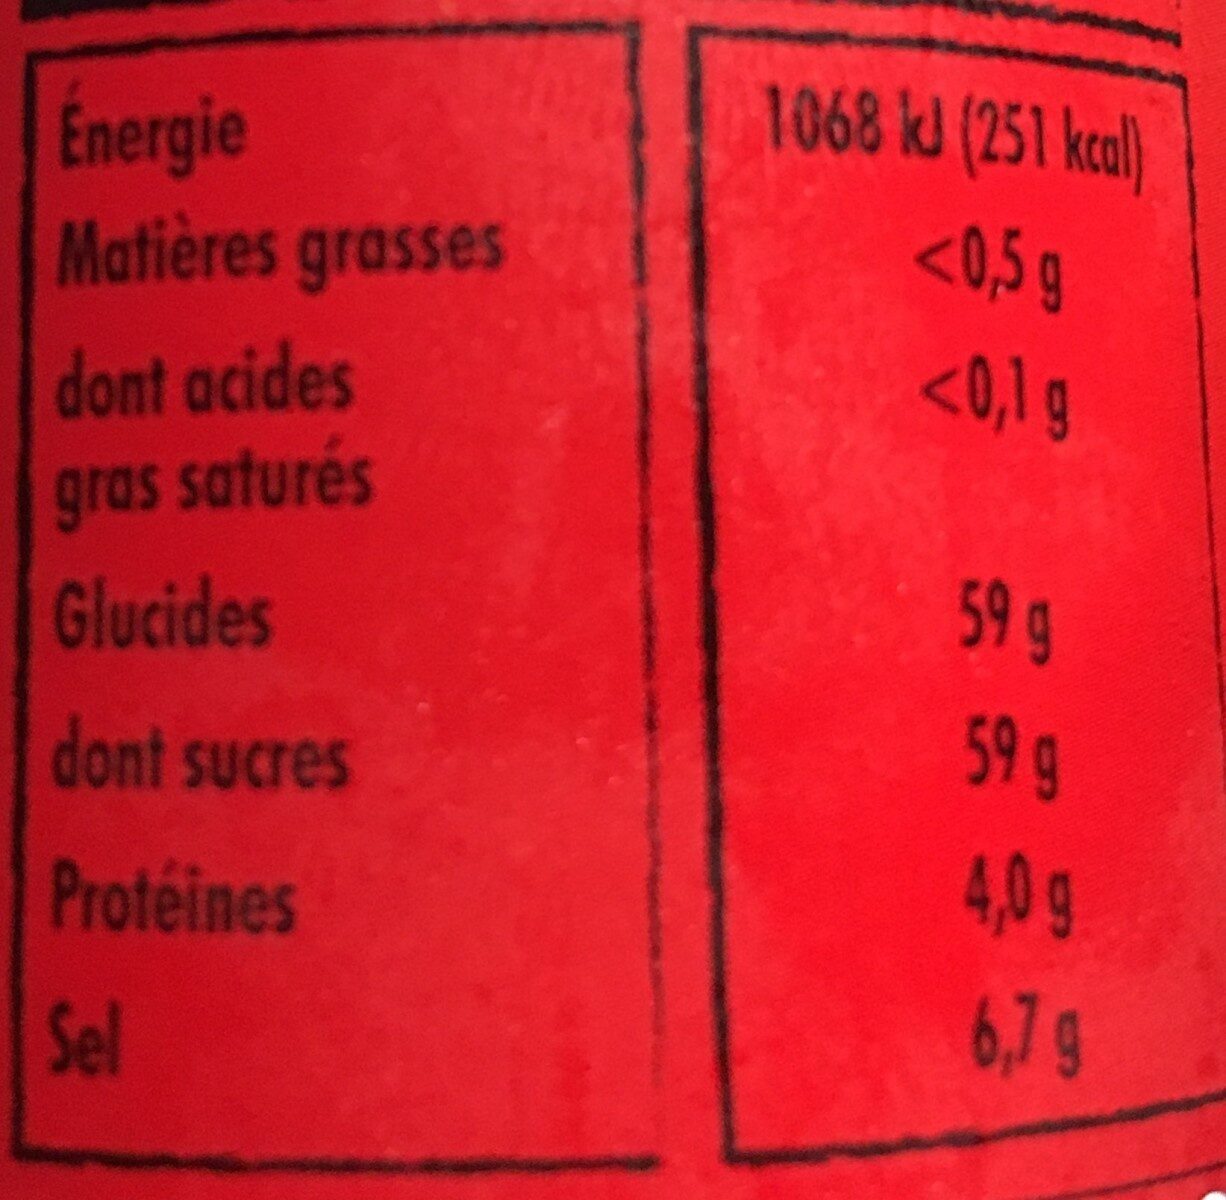 Énergie 1068 kJ (251 kcal)
Matières grasses <0,5 g
dont acides <0,1 g
gras saturés
Glucides 59 g
dont sucres 59 g
Protéines 4,0 g
Sel 6,7 g